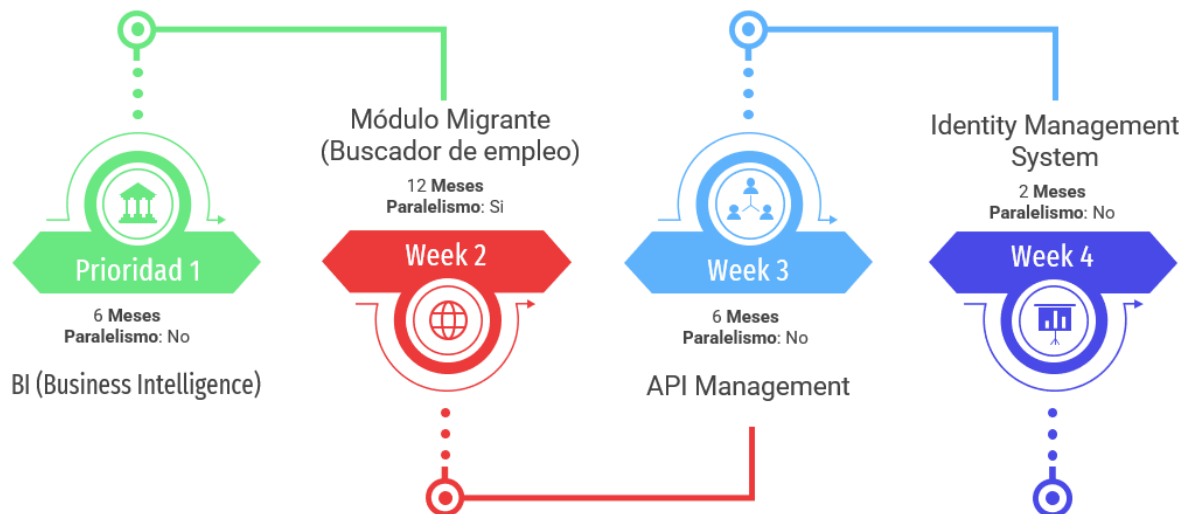 Prioridad 1
6 Meses
Paralelismo: No
BI (Business Intelligence)
Módulo Migrante
(Buscador de empleo)
12 Meses
Paralelismo: Si
Week 2
Week 3
6 Meses
Paralelismo: No
API Management
Identity Management
System
2 Meses
Paralelismo: No
Week 4